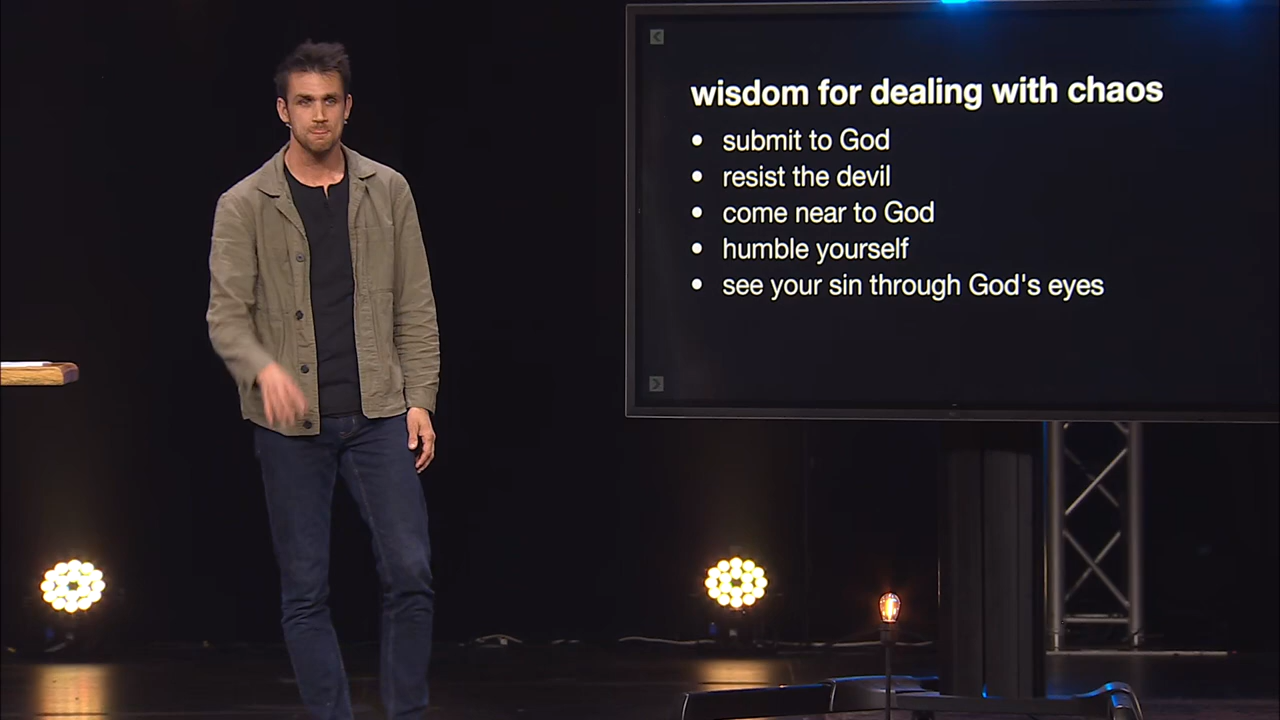 wisdom for dealing with chaos
• submit to God
• resist the devil
• come near to God
• humble yourself
• see your sin through God's eyes